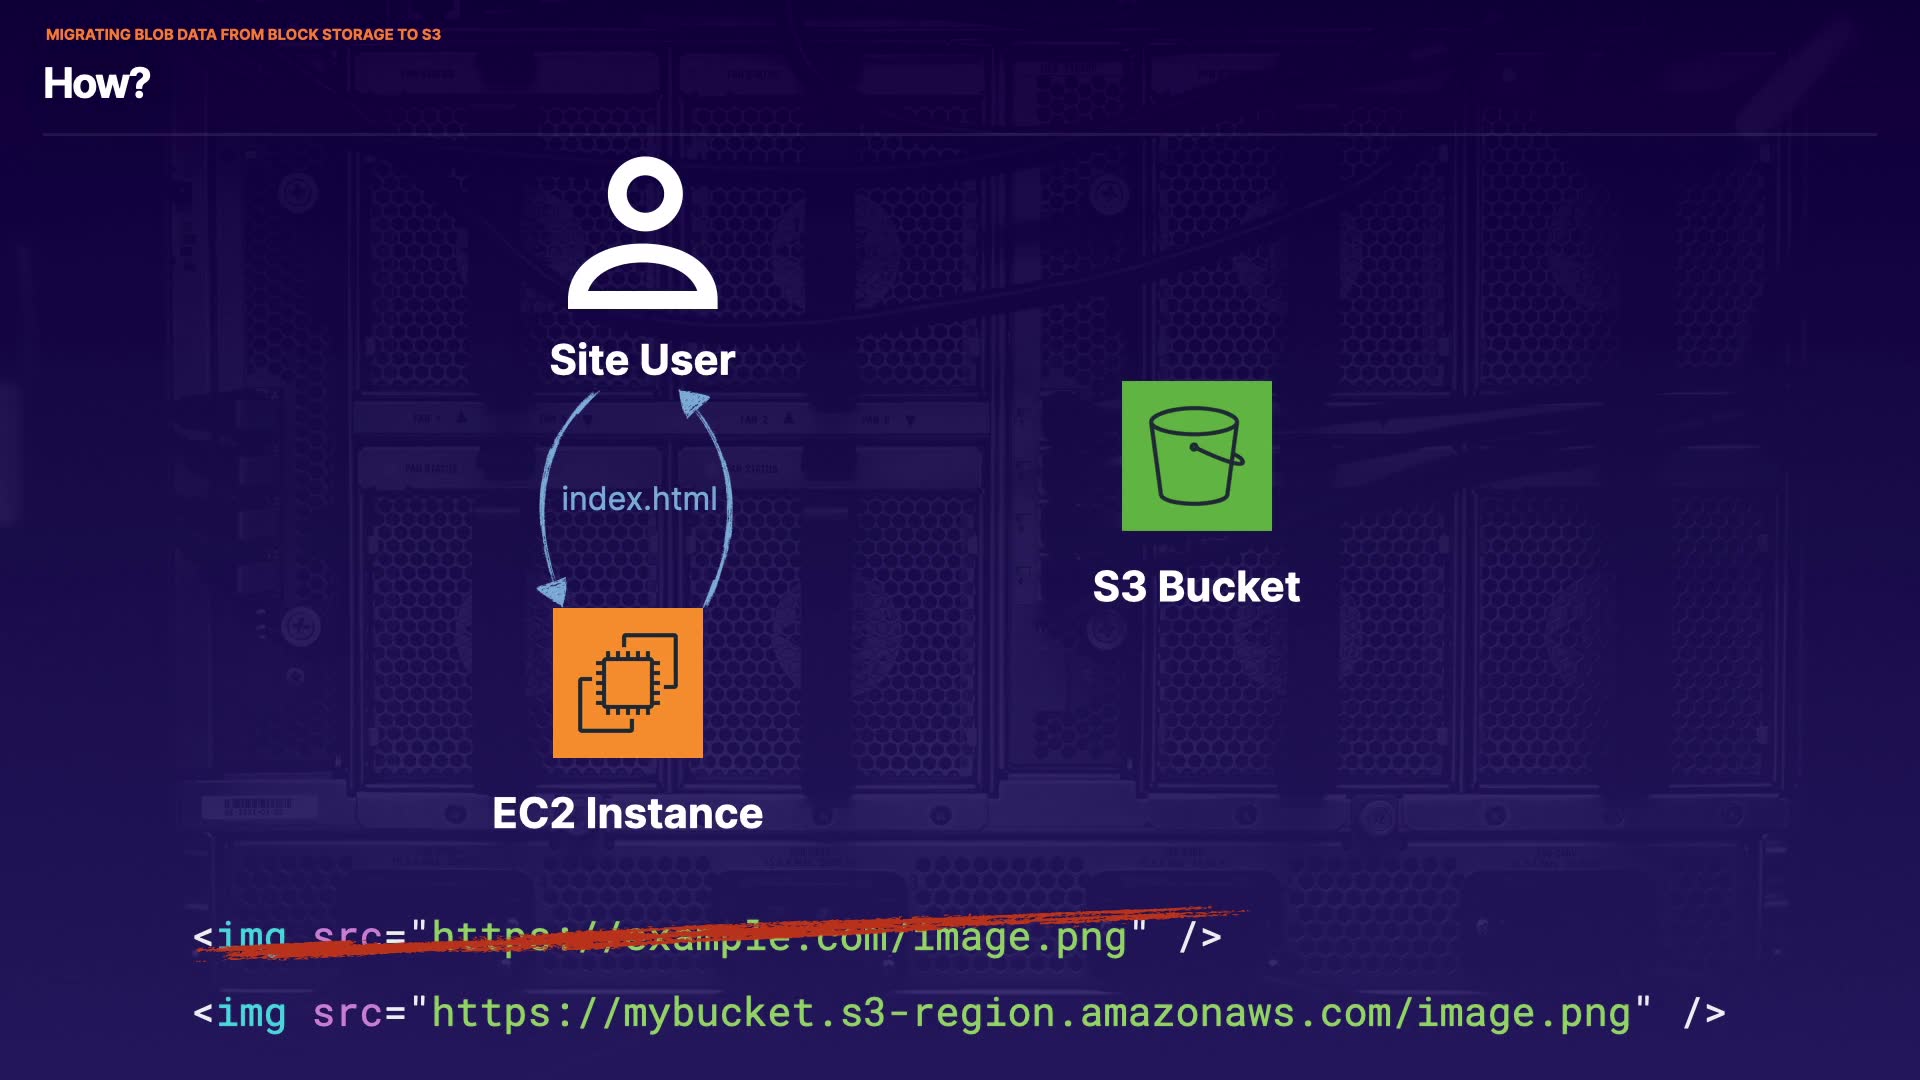 MIGRATING BLOB DATA FROM BLOCK STORAGE TO S3
How?
Site User
index.html
S3 Bucket
EC2 Instance
<img src="https://example.com/image.png" />
<img src="https://mybucket.s3-region.amazonaws.com/image.png" />